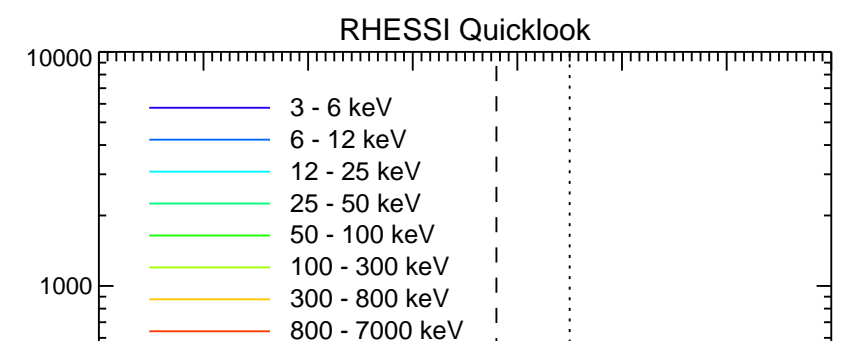 RHESSI Quicklook
10000
3 - 6 keV
6 - 12 keV
12 - 25 keV
25 - 50 keV
50 - 100 keV
100 - 300 keV
1000
300 - 800 keV
800 - 7000 keV